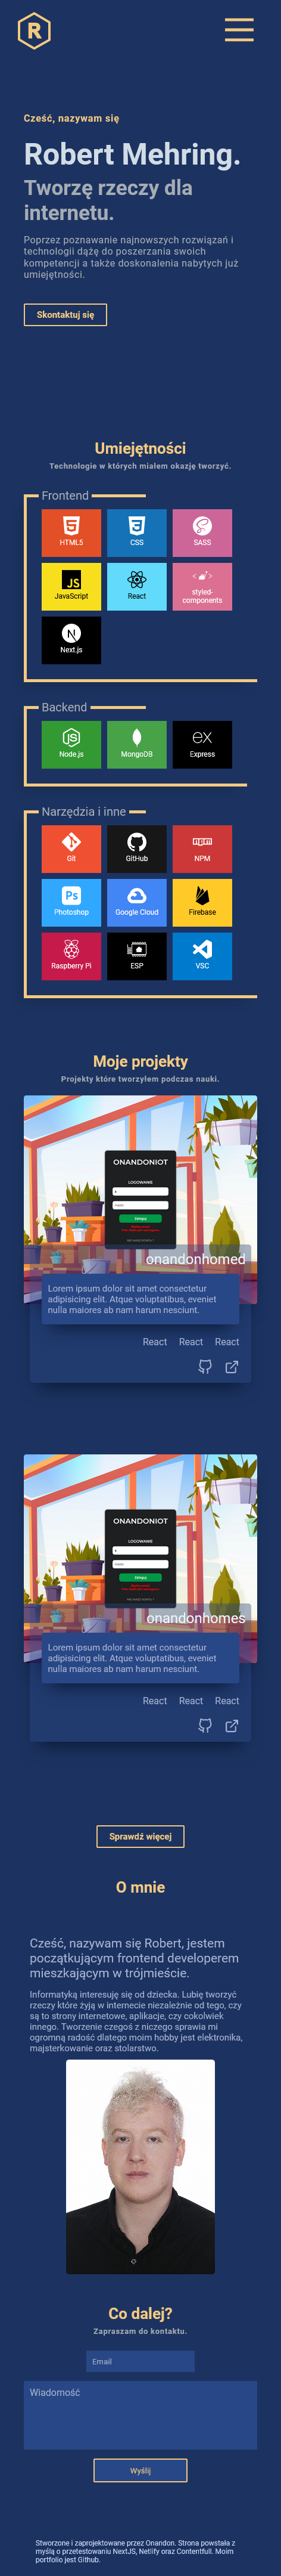 R
Cześć, nazywam się
Robert Mehring.
Tworzę rzeczy dla
internetu.
Poprzez poznawanie najnowszych rozwiązań i
technologii dążę do poszerzania swoich
kompetencji a także doskonalenia nabytych już
umiejętności.
Skontaktuj się
Umiejętności
Technologie w których miałem okazję tworzyć.
Frontend
HTML5
CSS
SASS
JS
JavaScript
React
styled-
components
Next.js
Backend
Node.js
MongoDB
ex
Express
Narzędzia i inne
Git
GitHub
npm
NPM
Ps
Photoshop
Google Cloud
Firebase
Raspberry Pi
ESP
VSC
Moje projekty
Projekty które tworzyłem podczas nauki.
ONANDONIOT
LOGOWANIE
Zaloguj
onandonhomed
Lorem ipsum dolor sit amet consectetur
adipisicing elit. Atque voluptatibus, eveniet
nulla maiores ab nam harum nesciunt.
React React React
ONANDONIOT
LOGOWANIE
Zaloguj
onandonhomes
Lorem ipsum dolor sit amet consectetur
adipisicing elit. Atque voluptatibus, eveniet
nulla maiores ab nam harum nesciunt.
React React React
Sprawdź więcej
O mnie
Cześć, nazywam się Robert, jestem
początkującym frontend developerem
mieszkającym w trójmieście.
Informatyką interesuję się od dziecka. Lubię tworzyć
rzeczy które żyją w internecie niezależnie od tego, czy
są to strony internetowe, aplikacje, czy cokolwiek
innego. Tworzenie czegoś z niczego sprawia mi
ogromną radość dlatego moim hobby jest elektronika,
majsterkowanie oraz stolarstwo.
Co dalej?
Zapraszam do kontaktu.
Email
Wiadomość
Wyślij
Stworzone i zaprojektowane przez Onandon. Strona powstała z
myślą o przetestowaniu NextJS, Netlify oraz Contentfull. Moim
portfolio jest Github.